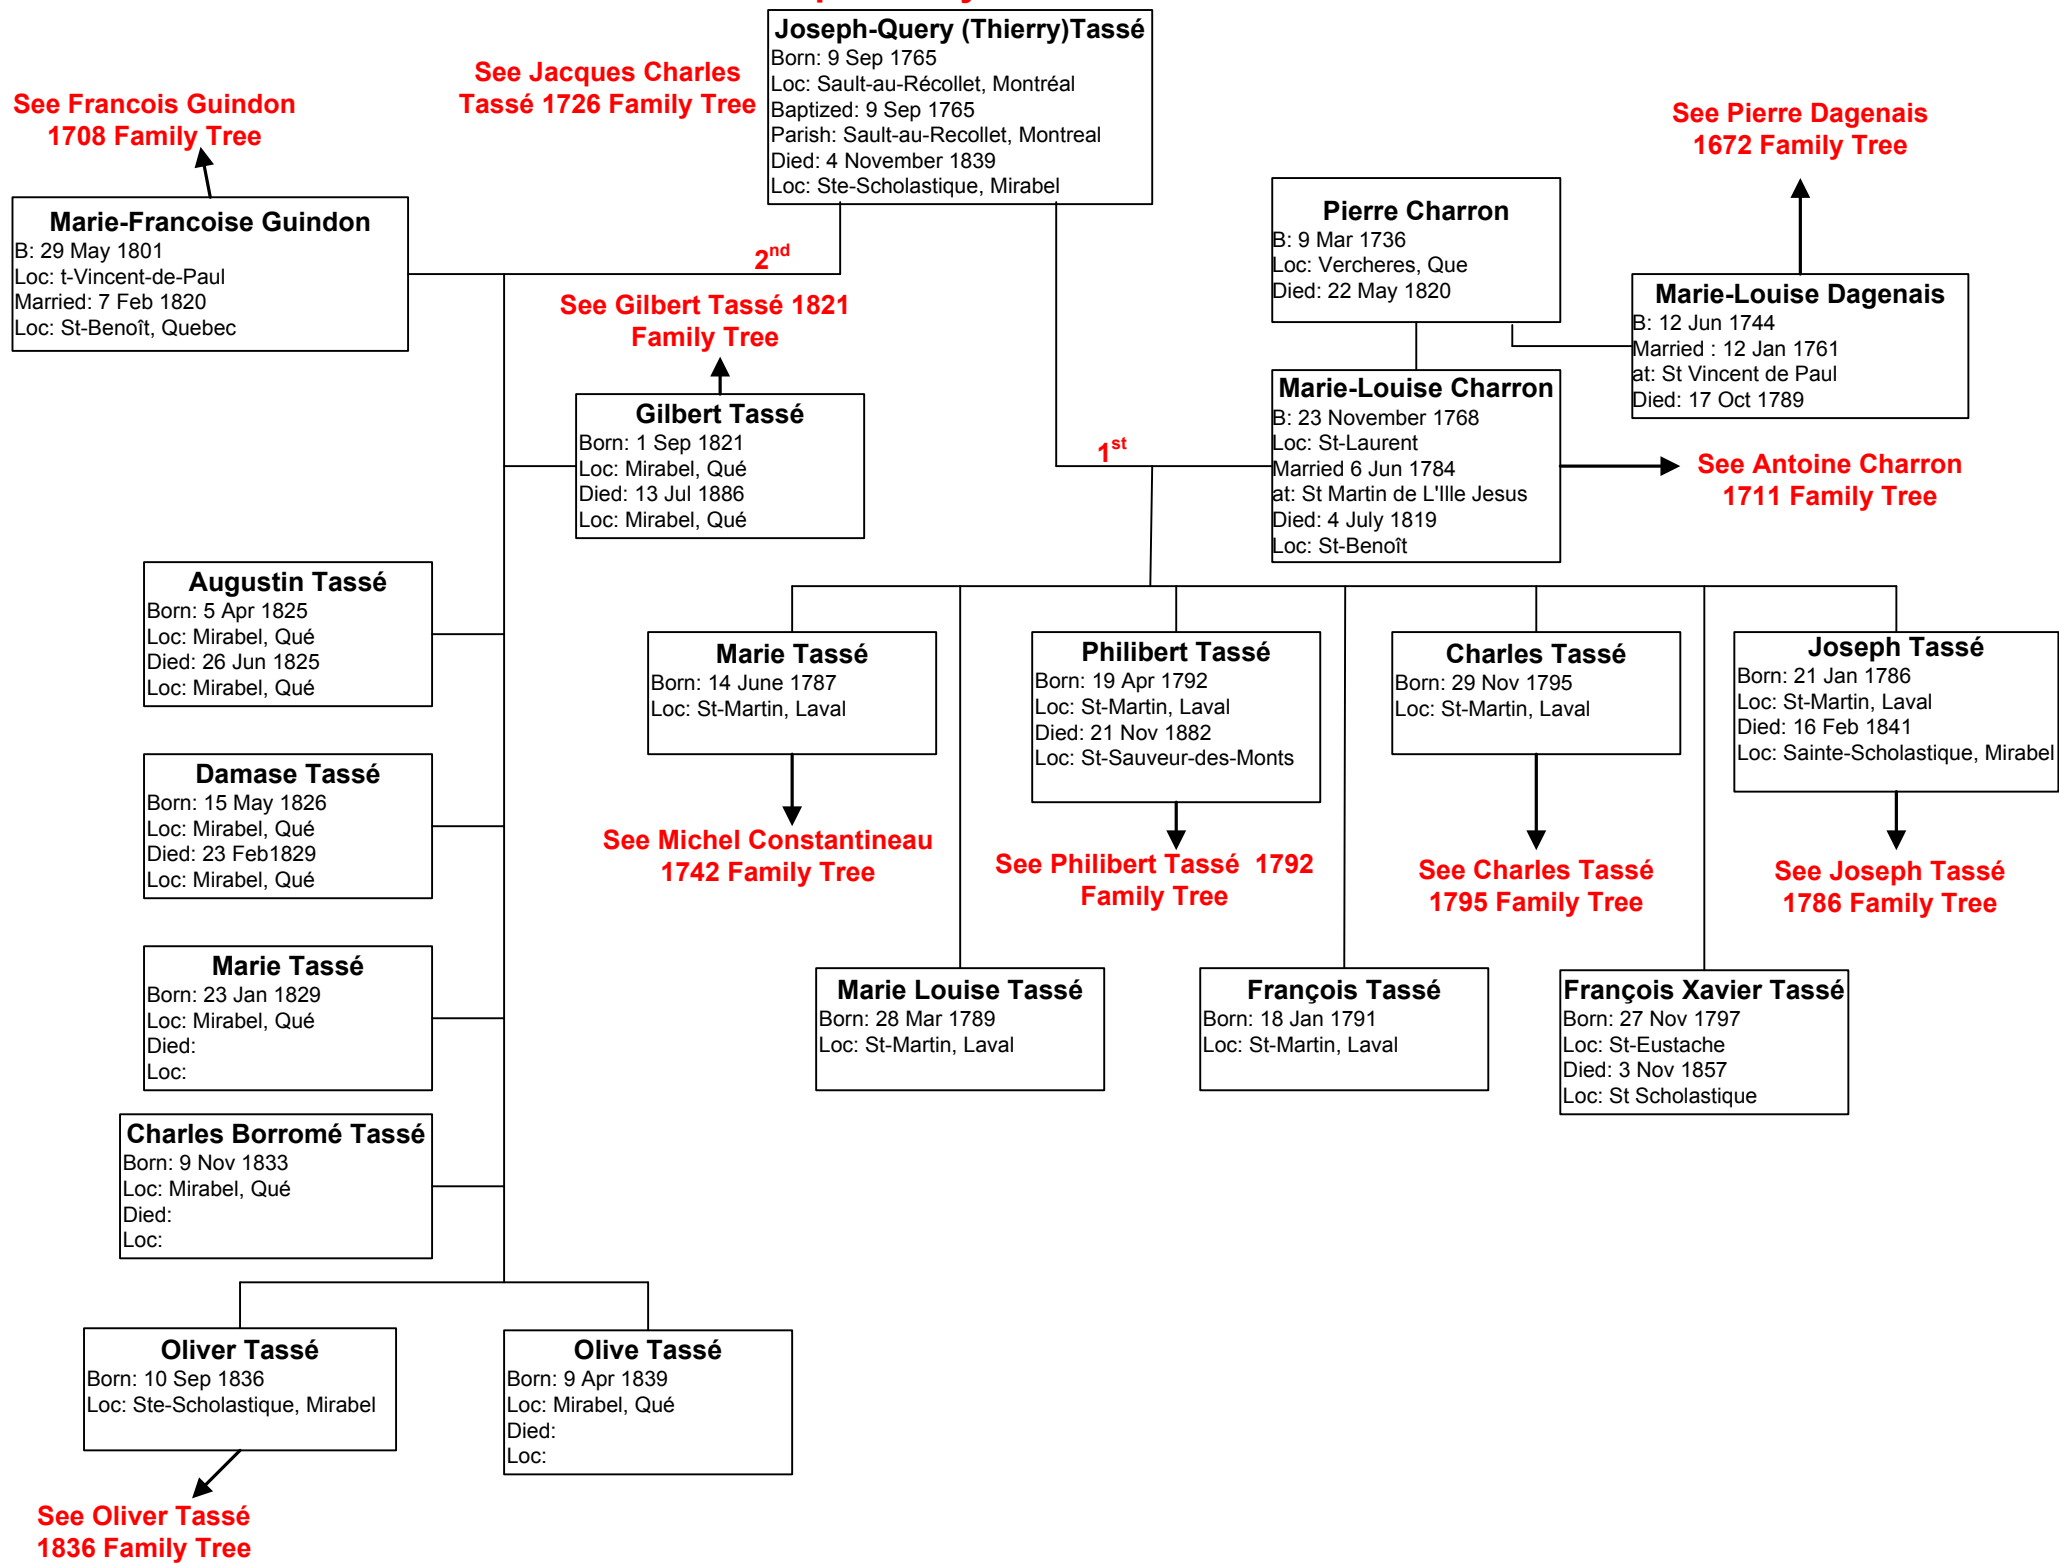 Joseph-Query (Thierry)Tassé
Born: 9 Sep 1765
Loc: Sault-au-Récollet, Montréal
Baptized: 9 Sep 1765
Parish: Sault-au-Recollet, Montreal
Died: 4 November 1839
Loc: Ste-Scholastique, Mirabel
See Jacques Charles
Tassé 1726 Family Tree
See Francois Guindon
1708 Family Tree
See Pierre Dagenais
1672 Family Tree
Marie-Francoise Guindon
B: 29 May 1801
Loc: t-Vincent-de-Paul
Married: 7 Feb 1820
Loc: St-Benoît, Quebec
2nd
Pierre Charron
B: 9 Mar 1736
Loc: Vercheres, Que
Died: 22 May 1820
Marie-Louise Dagenais
B: 12 Jun 1744
Married : 12 Jan 1761
at: St Vincent de Paul
Died: 17 Oct 1789
See Gilbert Tassé 1821
Family Tree
Gilbert Tassé
Born: 1 Sep 1821
Loc: Mirabel, Qué
Died: 13 Jul 1886
Loc: Mirabel, Qué
1st
Marie-Louise Charron
B: 23 November 1768
Loc: St-Laurent
Married 6 Jun 1784
at: St Martin de L'Ille Jesus
Died: 4 July 1819
Loc: St-Benoît
See Antoine Charron
1711 Family Tree
Augustin Tassé
Born: 5 Apr 1825
Loc: Mirabel, Qué
Died: 26 Jun 1825
Loc: Mirabel, Qué
Marie Tassé
Born: 14 June 1787
Loc: St-Martin, Laval
Philibert Tassé
Born: 19 Apr 1792
Loc: St-Martin, Laval
Died: 21 Nov 1882
Loc: St-Sauveur-des-Monts
Charles Tassé
Born: 29 Nov 1795
Loc: St-Martin, Laval
Joseph Tassé
Born: 21 Jan 1786
Loc: St-Martin, Laval
Died: 16 Feb 1841
Loc: Sainte-Scholastique, Mirabel
Damase Tassé
Born: 15 May 1826
Loc: Mirabel, Qué
Died: 23 Feb1829
Loc: Mirabel, Qué
See Michel Constantineau
1742 Family Tree
See Philibert Tassé 1792
Family Tree
See Charles Tassé
1795 Family Tree
See Joseph Tassé
1786 Family Tree
Marie Tassé
Born: 23 Jan 1829
Loc: Mirabel, Qué
Died:
Loc:
Marie Louise Tassé
Born: 28 Mar 1789
Loc: St-Martin, Laval
François Tassé
Born: 18 Jan 1791
Loc: St-Martin, Laval
François Xavier Tassé
Born: 27 Nov 1797
Loc: St-Eustache
Died: 3 Nov 1857
Loc: St Scholastique
Charles Borromé Tassé
Born: 9 Nov 1833
Loc: Mirabel, Qué
Died:
Loc:
Oliver Tassé
Born: 10 Sep 1836
Loc: Ste-Scholastique, Mirabel
Olive Tassé
Born: 9 Apr 1839
Loc: Mirabel, Qué
Died:
Loc:
See Oliver Tassé
1836 Family Tree